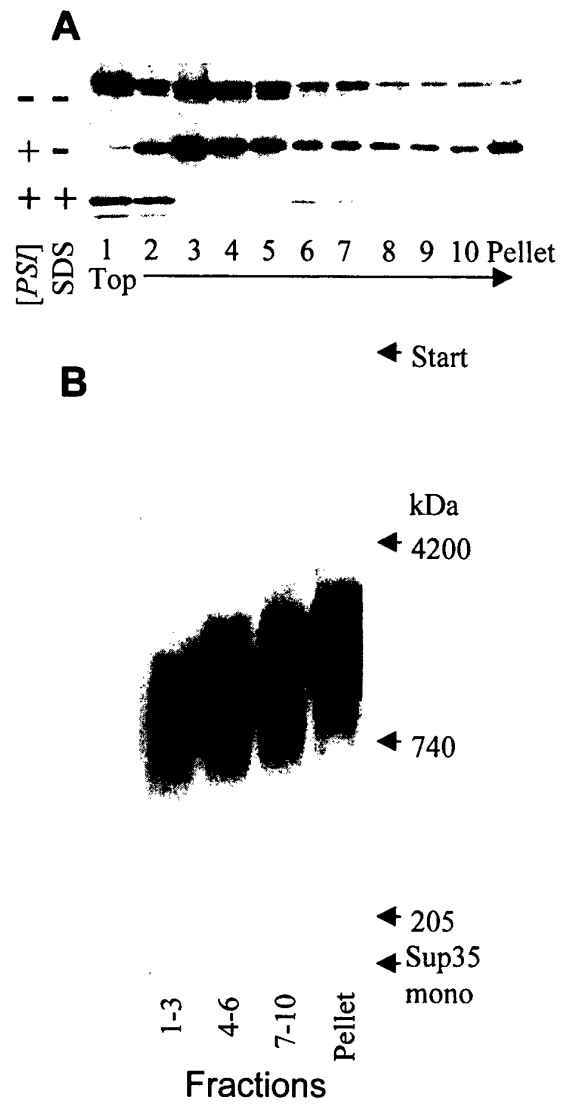 A
- -
+ -
+ +
[PSI] SDS
1 2 3 4 5 6 7 8 9 10 Pellet
Top
Start
B
kDa
4200
740
205
Sup35
mono
1-3 4-6 7-10 Pellet
Fractions